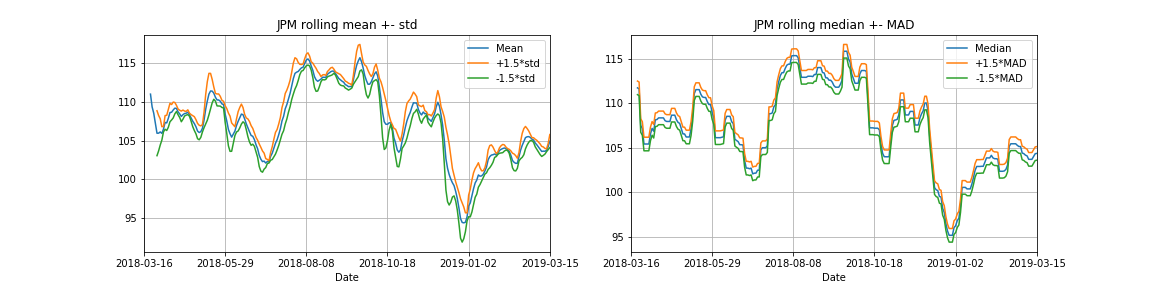 JPM rolling mean +- std
115
110
105
100
95
Mean
+1.5*std
-1.5*std
2018-03-16 2018-05-29 2018-08-08 2018-10-18 2019-01-02 2019-03-15
Date
JPM rolling median +- MAD
115
110
105
100
95
Median
+1.5*MAD
-1.5*MAD
2018-03-16 2018-05-29 2018-08-08 2018-10-18 2019-01-02 2019-03-15
Date